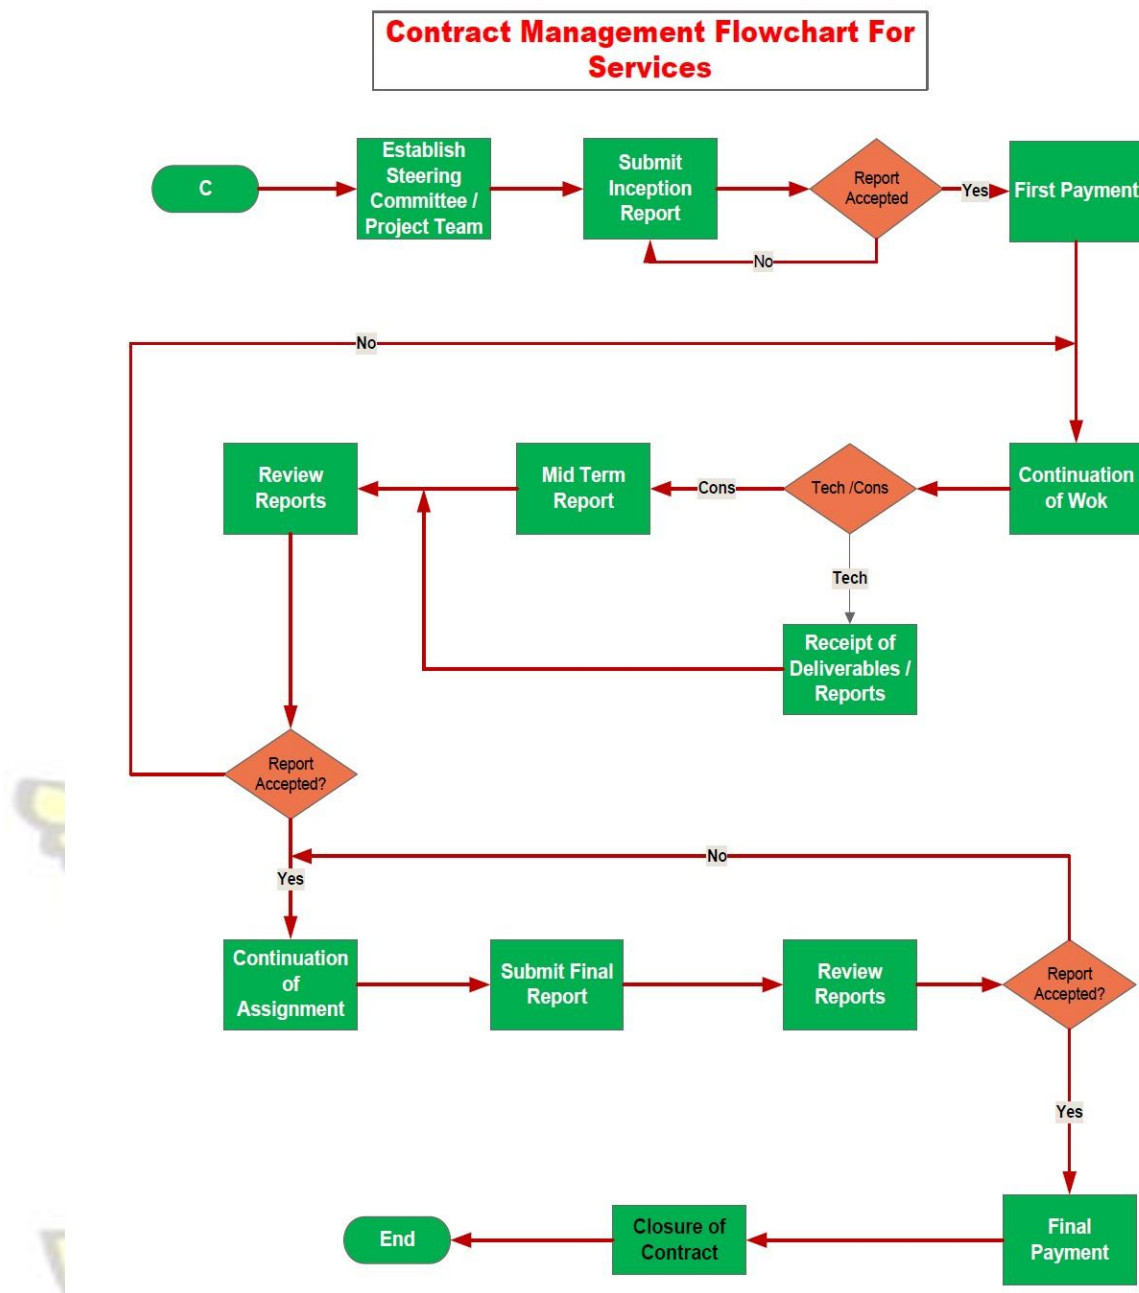 Contract Management Flowchart For
Services
C
Establish
Steering
Committee /
Project Team
Submit
Inception
Report
Report
Accepted
Yes
First Payment
No
No
Continuation
of Wok
Tech /Cons
Cons
Mid Term
Report
Review
Reports
Tech
Receipt of
Deliverables /
Reports
Report
Accepted?
No
Yes
Continuation
of
Assignment
Submit Final
Report
Review
Reports
Report
Accepted?
Yes
Final
Payment
Closure of
Contract
End